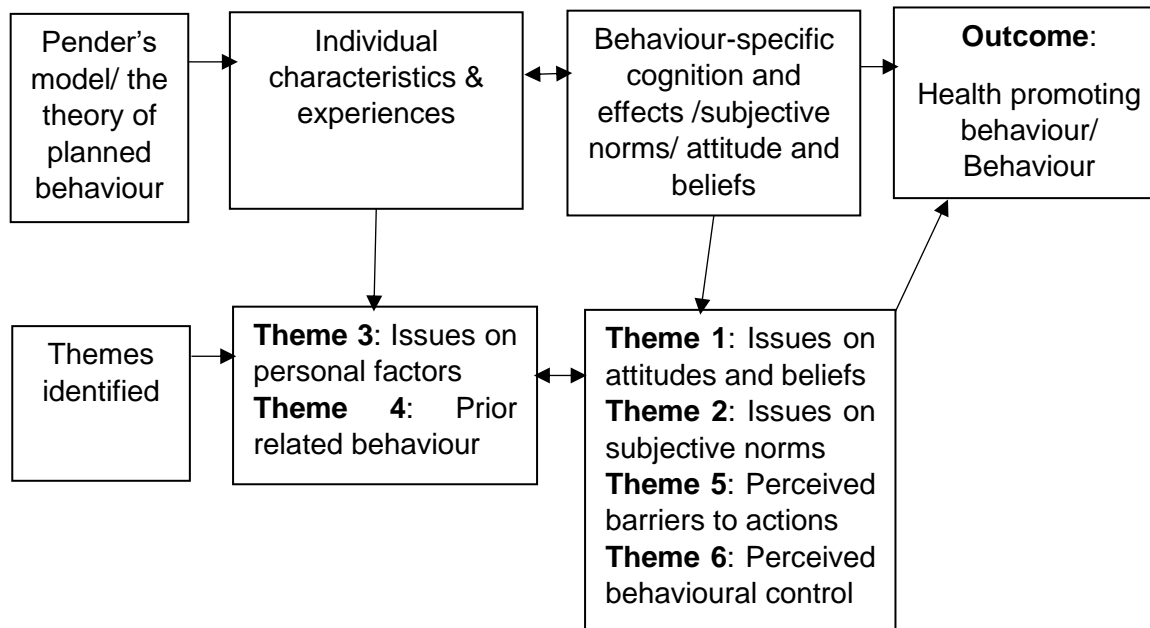 Pender’s
model/ the
theory of
planned
behaviour
Individual
characteristics &
experiences
Behaviour-specific
cognition and
effects /subjective
norms/ attitude and
beliefs
Outcome:
Health promoting
behaviour/
Behaviour
Themes
identified
Theme 3: Issues on
personal factors
Theme 4: Prior
related behaviour
Theme 1: Issues on
attitudes and beliefs
Theme 2: Issues on
subjective norms
Theme 5: Perceived
barriers to actions
Theme 6: Perceived
behavioural control